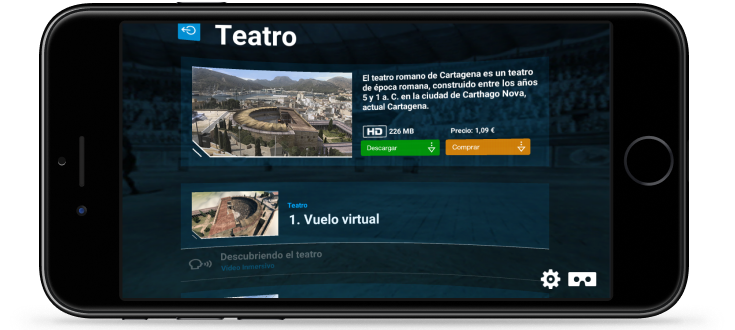 Teatro
El teatro romano de Cartagena es un teatro
de época romana, construido entre los años
5 y 1 a. C. en la ciudad de Carthago Nova,
actual Cartagena.
HD 226 MB
Precio: 1,09 €
Descargar
Comprar
Teatro
1. Vuelo virtual
Descubriendo el teatro
Video inmersivo